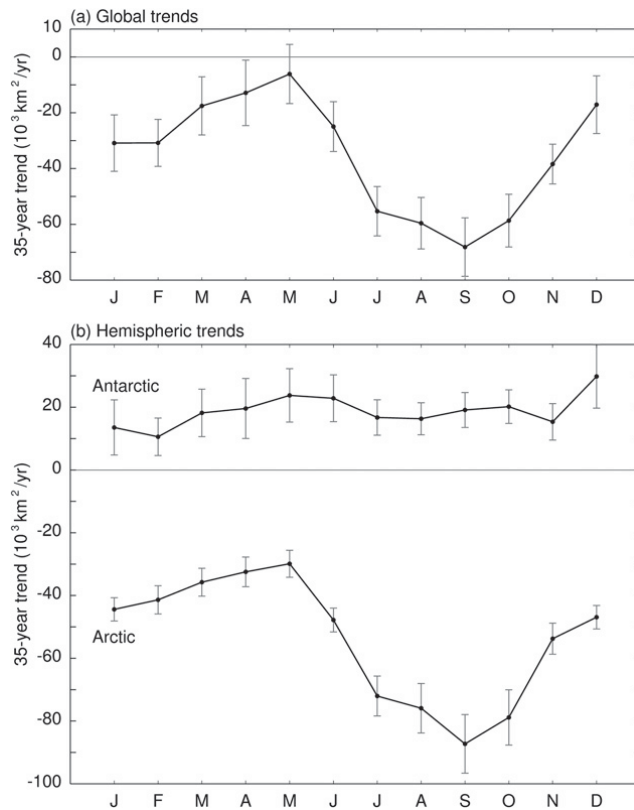 (a) Global trends
35-year trend (10³ km²/yr)
10
0
-20
-40
-60
-80
J F M A M J J A S O N D
(b) Hemispheric trends
35-year trend (10³ km²/yr)
40
Antarctic
20
0
-20
-40
Arctic
-60
-80
-100
J F M A M J J A S O N D